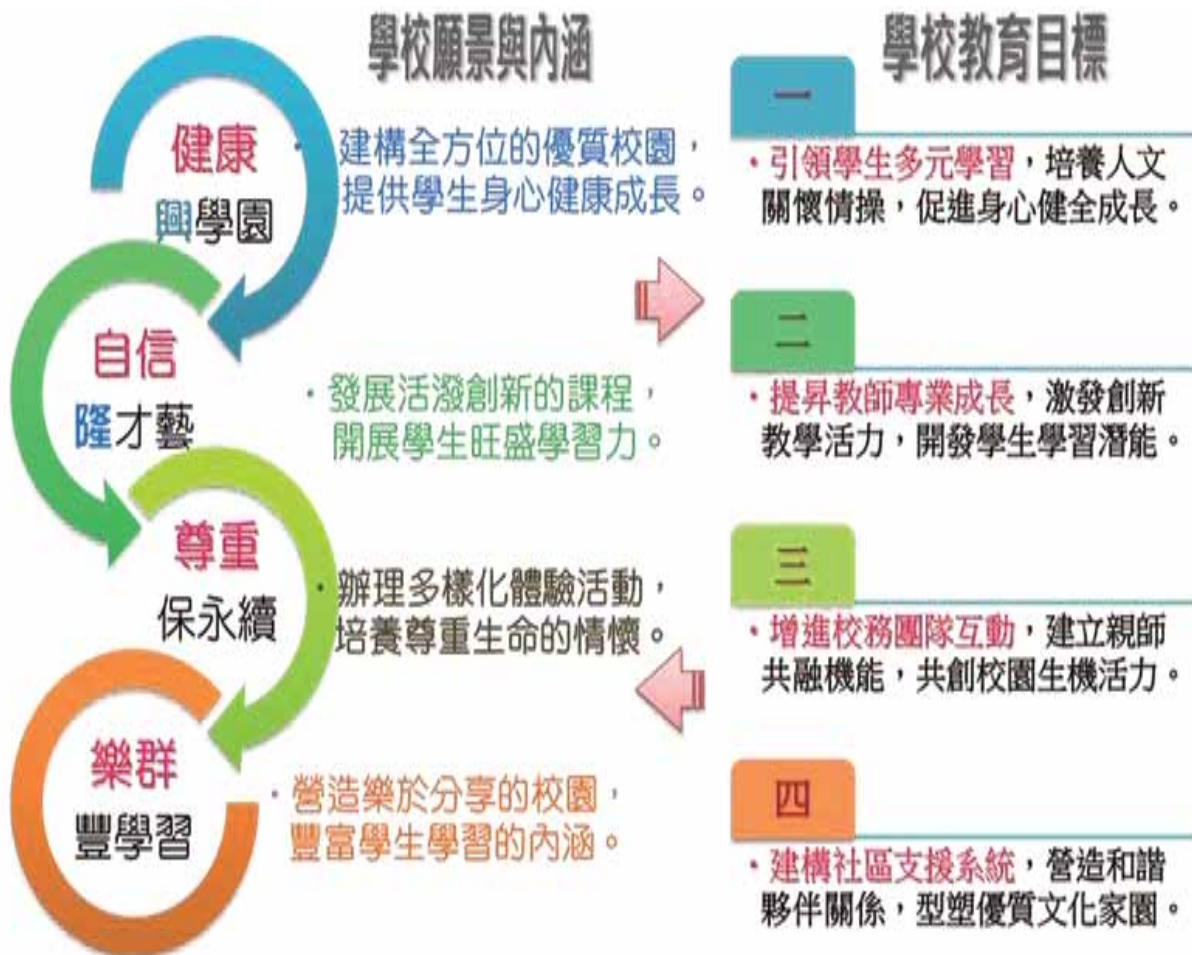 學校願景與內涵
健康
興學園
・建構全方位的優質校園，
提供學生身心健康成長。
自信
隆才藝
・發展活潑創新的課程，
開展學生旺盛學習力。
尊重
保永續
・辦理多樣化體驗活動，
培養尊重生命的情懷。
樂群
豐學習
・營造樂於分享的校園，
豐富學生學習的內涵。
學校教育目標
一
・引領學生多元學習，培養人文
關懷情操，促進身心健全成長。
二
・提昇教師專業成長，激發創新
教學活力，開發學生學習潛能。
三
・增進校務團隊互動，建立親師
共融機能，共創校園生機活力。
四
・建構社區支援系統，營造和諧
夥伴關係，型塑優質文化家園。